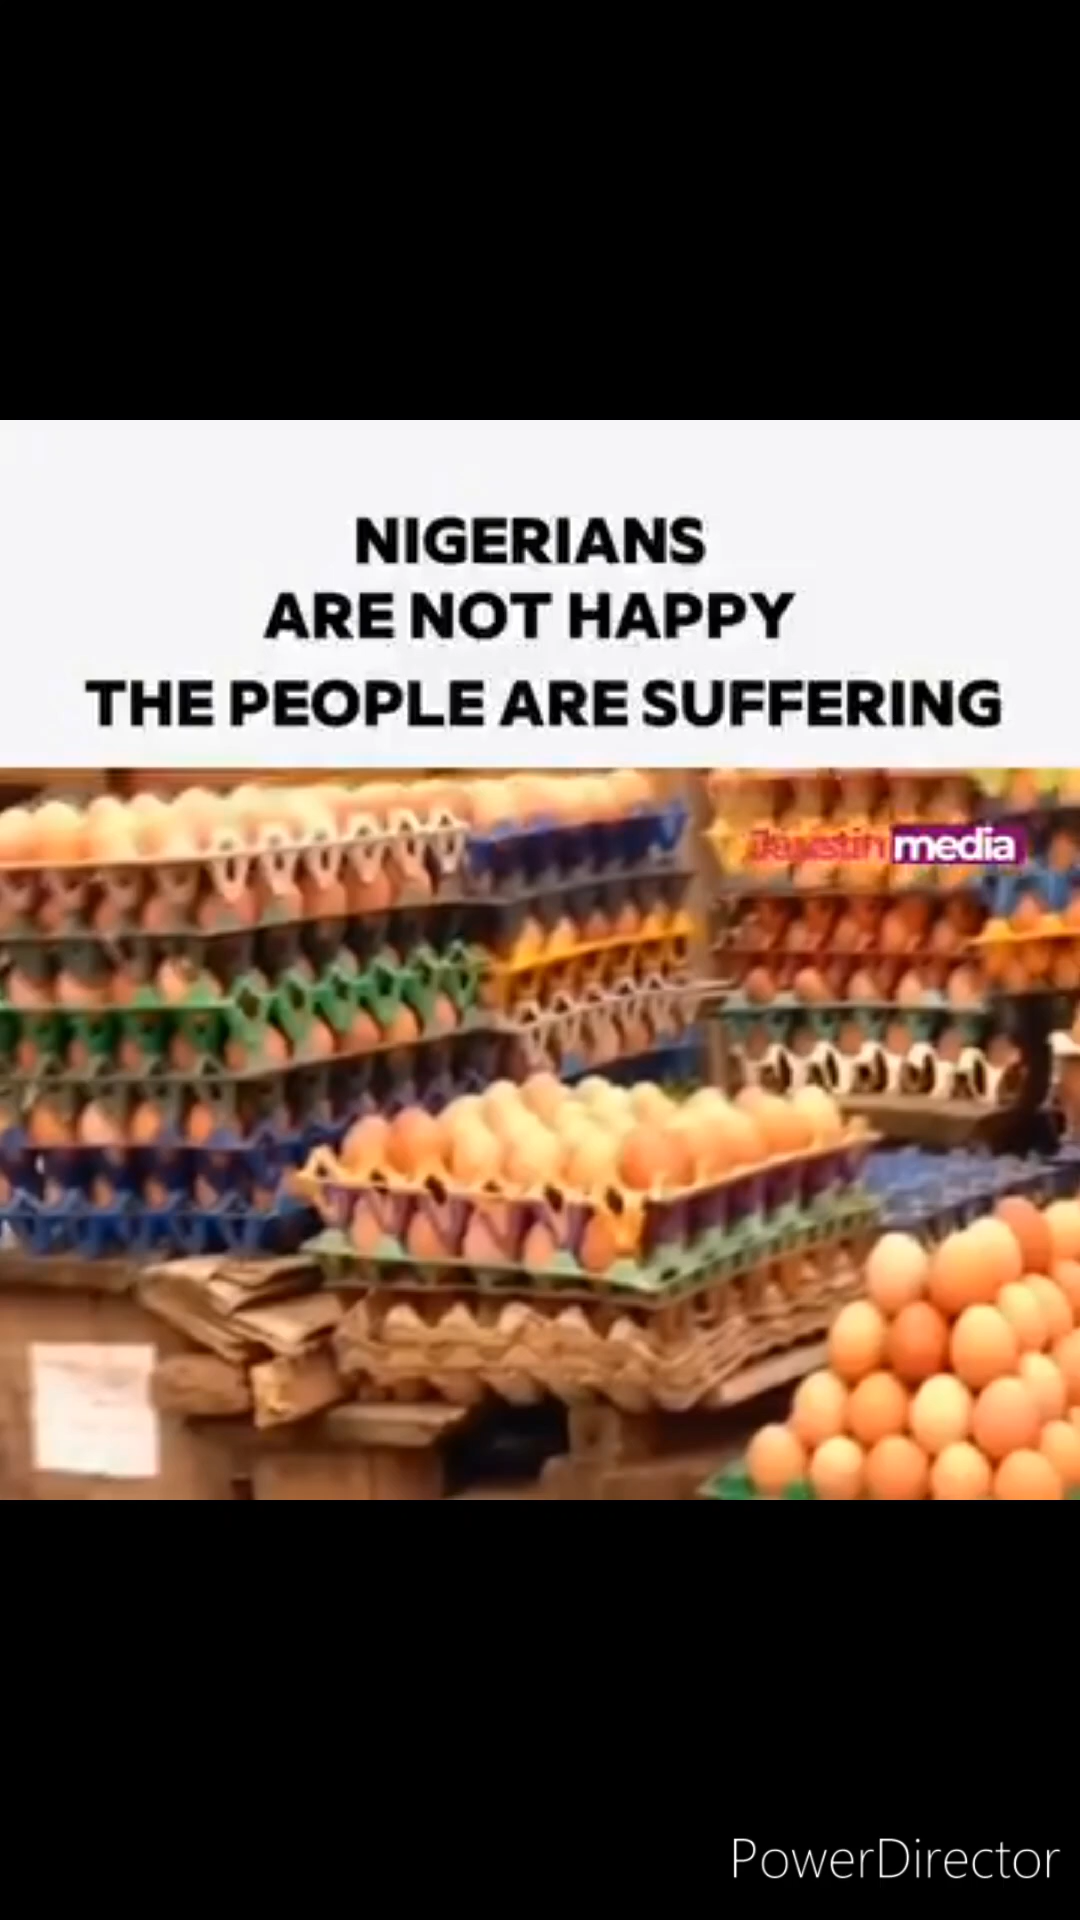 NIGERIANS
ARE NOT HAPPY
THE PEOPLE ARE SUFFERING
media
PowerDirector